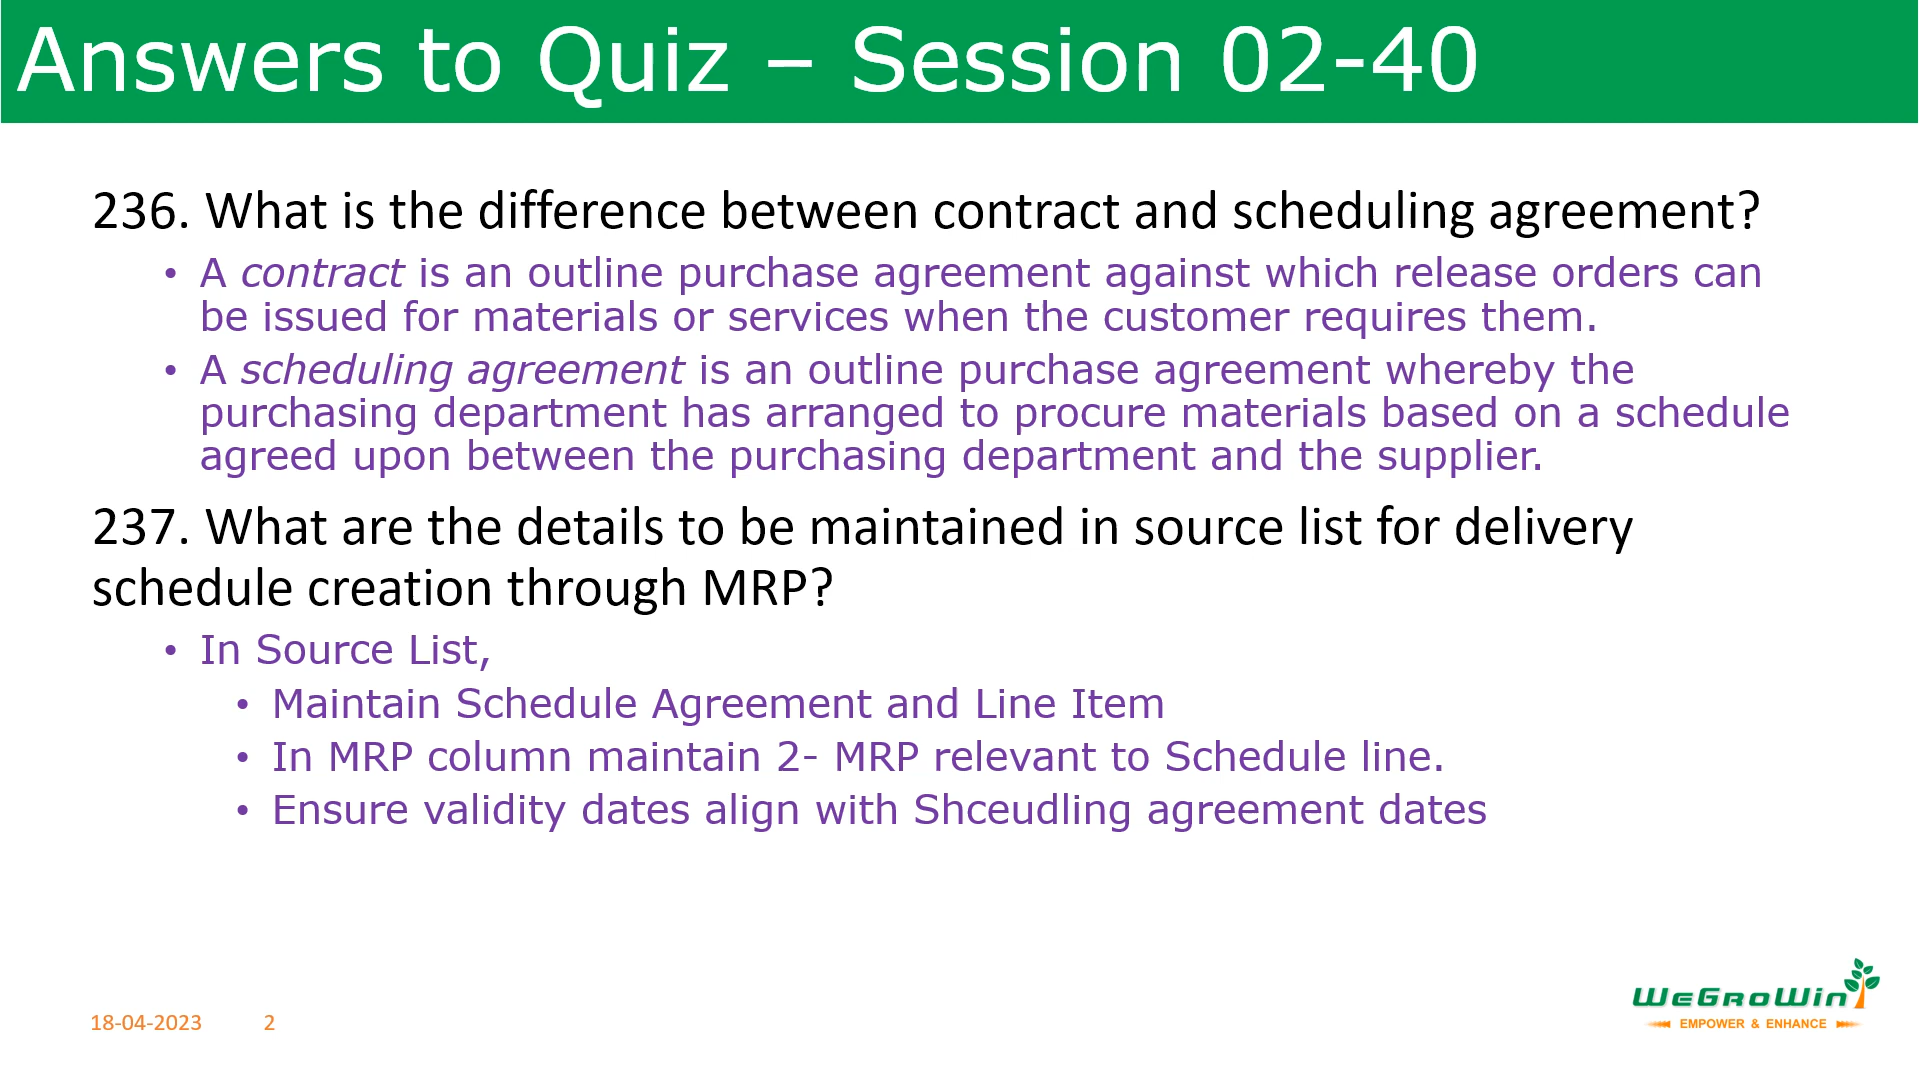 Answers to Quiz – Session 02-40
236. What is the difference between contract and scheduling agreement?
• A contract is an outline purchase agreement against which release orders can
be issued for materials or services when the customer requires them.
• A scheduling agreement is an outline purchase agreement whereby the
purchasing department has arranged to procure materials based on a schedule
agreed upon between the purchasing department and the supplier.
237. What are the details to be maintained in source list for delivery
schedule creation through MRP?
• In Source List,
• Maintain Schedule Agreement and Line Item
• In MRP column maintain 2- MRP relevant to Schedule line.
• Ensure validity dates align with Shceudling agreement dates
18-04-2023 2
WeGroWin
EMPOWER & ENHANCE